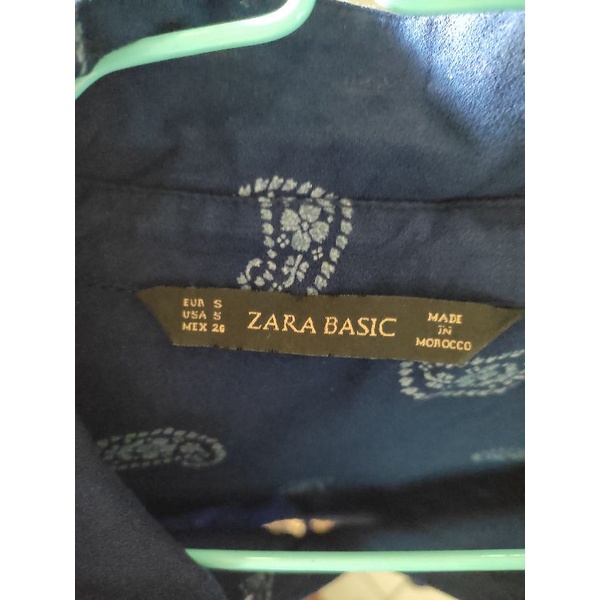 EUR S
USA S
MEX 26
ZARA BASIC
MADE
IN
MOROCCO